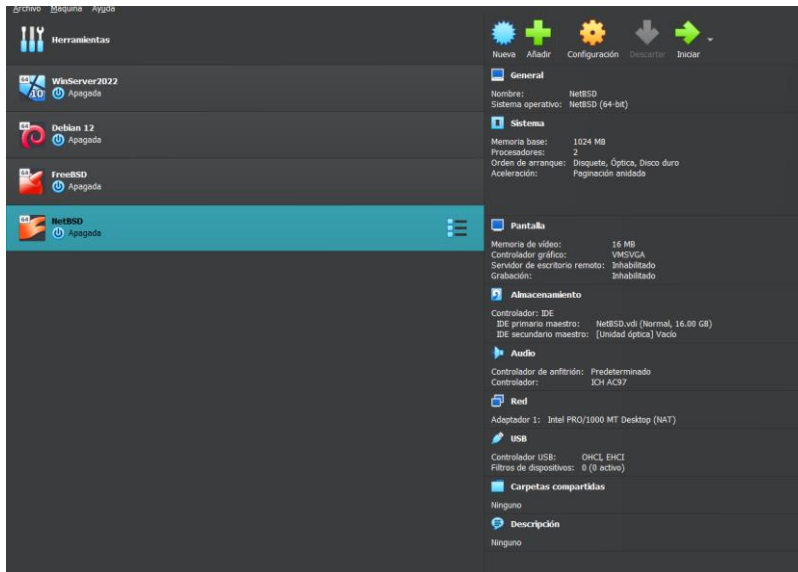 Archivo Máquina Ayuda
Herramientas
64
WinServer2022
Apagada
64
Debian 12
Apagada
64
FreeBSD
Apagada
64
NetBSD
Apagada
Nueva Añadir Configuración Descartar Iniciar
General
Nombre: NetBSD
Sistema operativo: NetBSD (64-bit)
Sistema
Memoria base: 1024 MB
Procesadores: 2
Orden de arranque: Disquete, Óptica, Disco duro
Aceleración: Paginación anidada
Pantalla
Memoria de vídeo: 16 MB
Controlador gráfico: VMSVGA
Servidor de escritorio remoto: Inhabilitado
Grabación: Inhabilitado
Almacenamiento
Controlador: IDE
IDE primario maestro: NetBSD.vdi (Normal, 16.00 GB)
IDE secundario maestro: [Unidad óptica] Vacío
Audio
Controlador de anfitrión: Predeterminado
Controlador: ICH AC97
Red
Adaptador 1: Intel PRO/1000 MT Desktop (NAT)
USB
Controlador USB: OHCI, EHCI
Filtros de dispositivos: 0 (0 activo)
Carpetas compartidas
Ninguno
Descripción
Ninguno